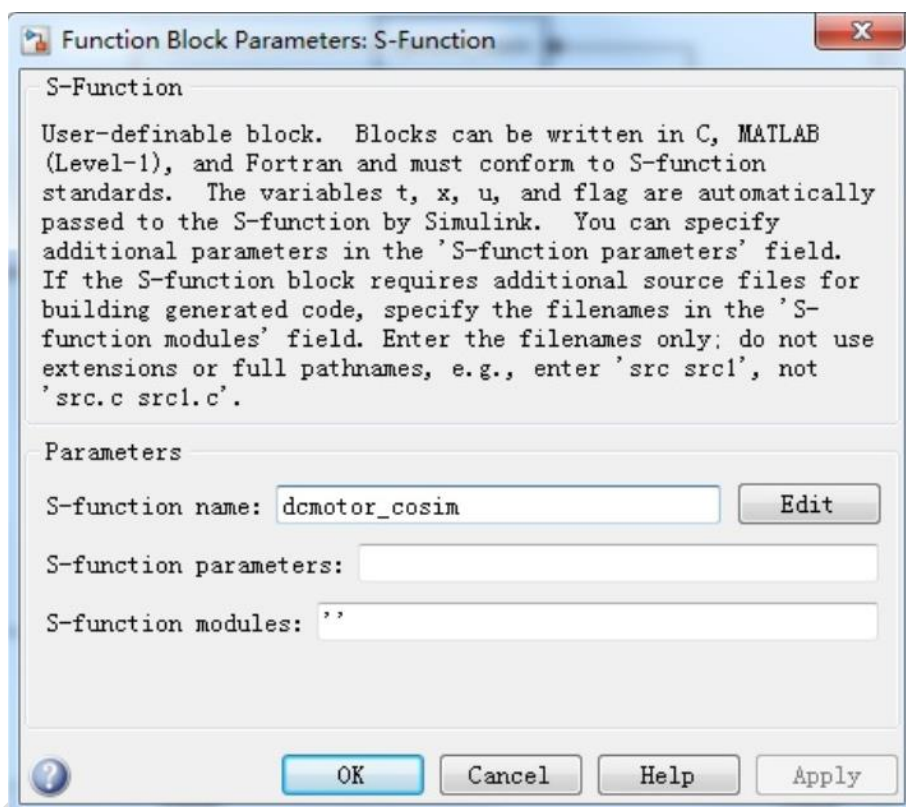 Function Block Parameters: S-Function
S-Function
User-definable block.  Blocks can be written in C, MATLAB
(Level-1), and Fortran and must conform to S-function
standards.  The variables t, x, u, and flag are automatically
passed to the S-function by Simulink.  You can specify
additional parameters in the 'S-function parameters' field.
If the S-function block requires additional source files for
building generated code, specify the filenames in the 'S-
function modules' field. Enter the filenames only; do not use
extensions or full pathnames, e.g., enter 'src src1', not
'src.c src1.c'.
Parameters
S-function name: dcmotor_cosim Edit
S-function parameters:
S-function modules: ''
OK Cancel Help Apply